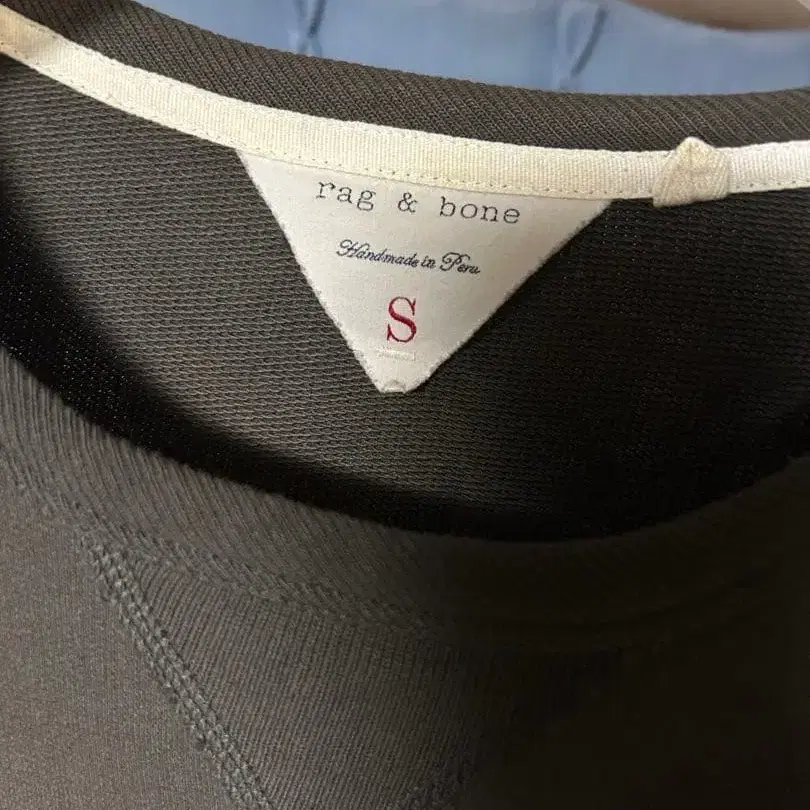 rag & bone
Handmade in Peru
S